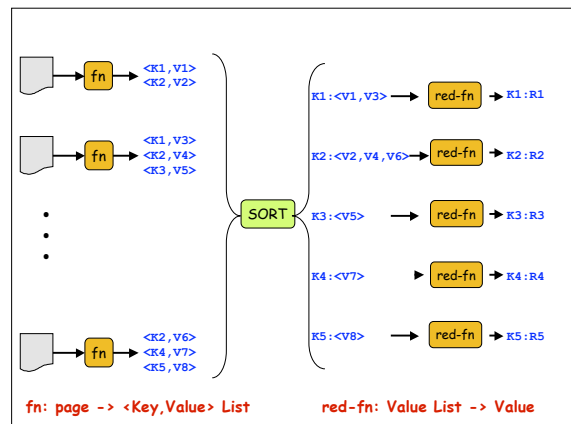 fn
<K1,V1>
<K2,V2>
fn
<K1,V3>
<K2,V4>
<K3,V5>
fn
<K2,V6>
<K4,V7>
<K5,V8>
SORT
K1:<V1,V3>
red-fn
K1:R1
K2:<V2,V4,V6>
red-fn
K2:R2
K3:<V5>
red-fn
K3:R3
K4:<V7>
red-fn
K4:R4
K5:<V8>
red-fn
K5:R5
fn: page -> <Key,Value> List
red-fn: Value List -> Value